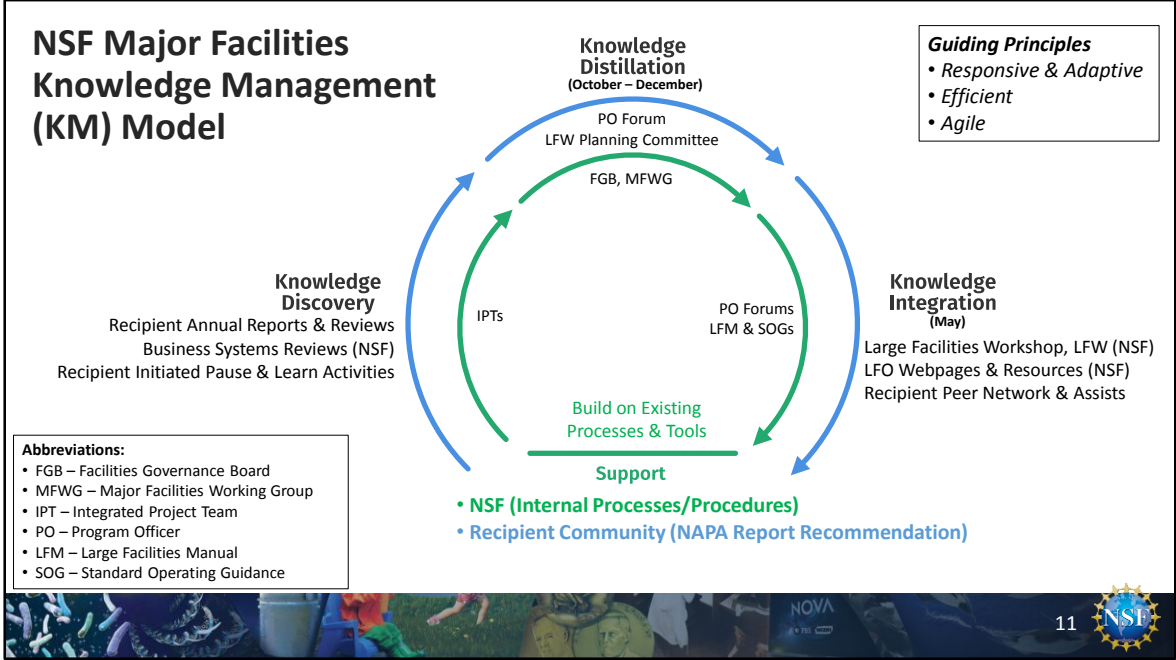 NSF Major Facilities
Knowledge Management
(KM) Model
Knowledge
Distillation
(October – December)
PO Forum
LFW Planning Committee
FGB, MFWG
Guiding Principles
• Responsive & Adaptive
• Efficient
• Agile
Knowledge
Discovery
Recipient Annual Reports & Reviews
Business Systems Reviews (NSF)
Recipient Initiated Pause & Learn Activities
IPTs
PO Forums
LFM & SOGs
Knowledge
Integration
(May)
Large Facilities Workshop, LFW (NSF)
LFO Webpages & Resources (NSF)
Recipient Peer Network & Assists
Build on Existing
Processes & Tools
Support
• NSF (Internal Processes/Procedures)
• Recipient Community (NAPA Report Recommendation)
Abbreviations:
• FGB – Facilities Governance Board
• MFWG – Major Facilities Working Group
• IPT – Integrated Project Team
• PO – Program Officer
• LFM – Large Facilities Manual
• SOG – Standard Operating Guidance
NOVA
PBS
11
NSF